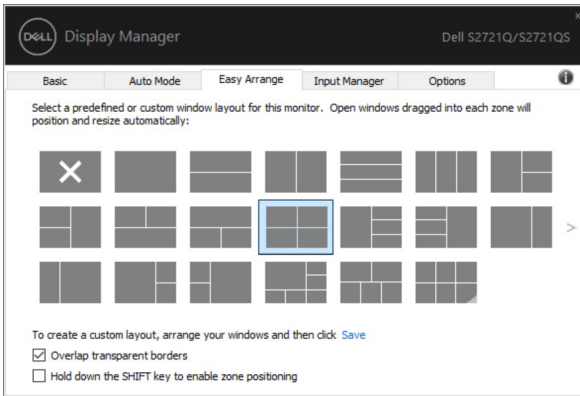 DELL Display Manager
Dell S2721Q/S2721QS
Basic Auto Mode Easy Arrange Input Manager Options
Select a predefined or custom window layout for this monitor. Open windows dragged into each zone will
position and resize automatically:
To create a custom layout, arrange your windows and then click Save
Overlap transparent borders
Hold down the SHIFT key to enable zone positioning